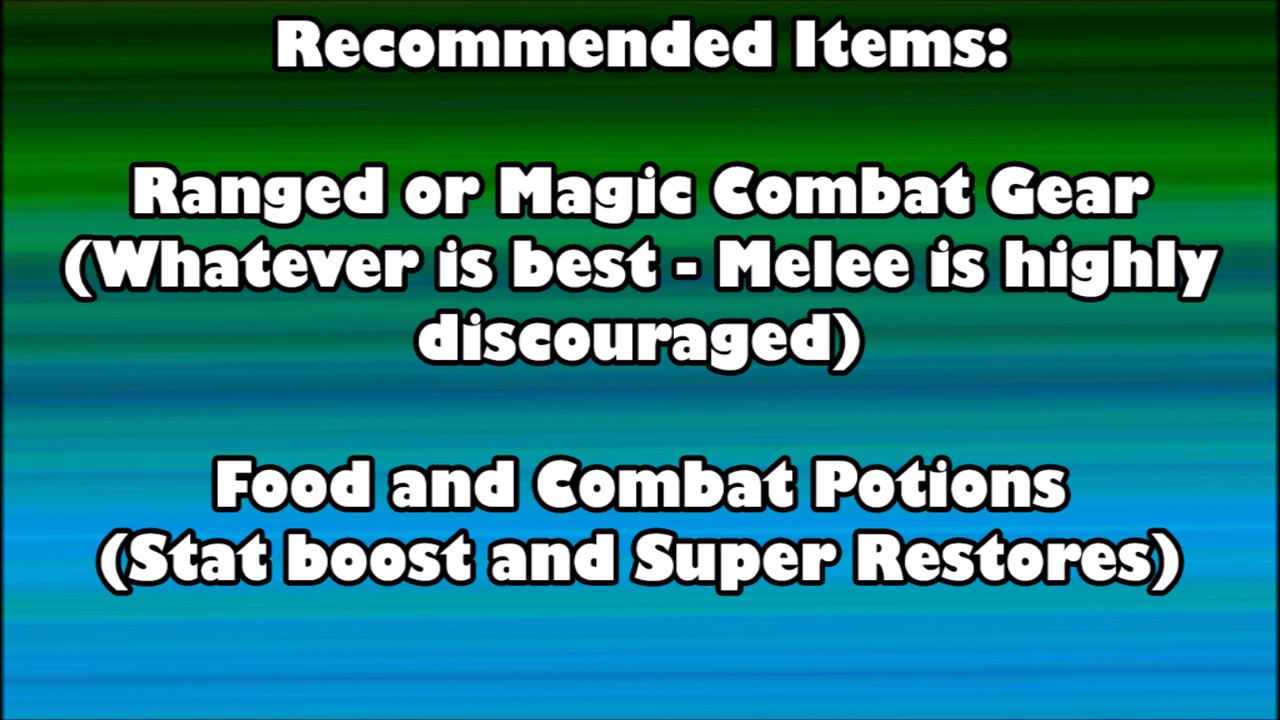 Recommended Items:
Ranged or Magic Combat Gear
(Whatever is best - Melee is highly
discouraged)
Food and Combat Potions
(Stat boost and Super Restores)